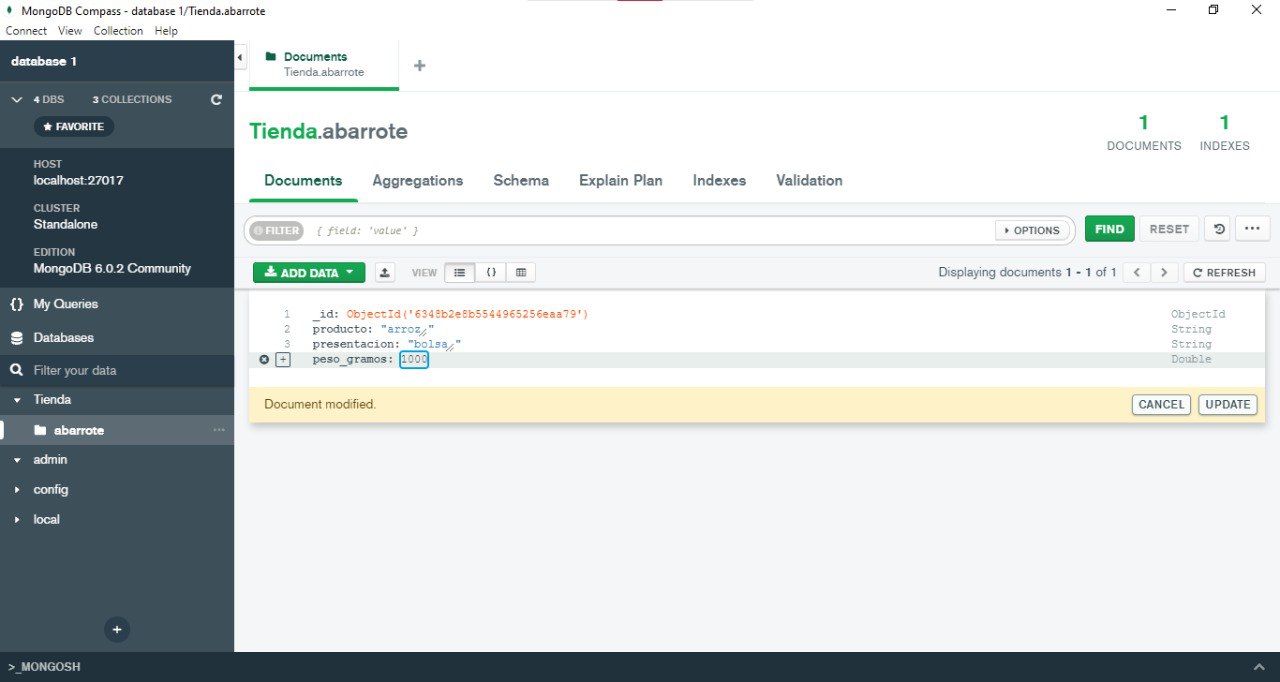 MongoDB Compass - database 1/Tienda.abarrote
Connect View Collection Help
database 1
4 DBS 3 COLLECTIONS
FAVORITE
HOST
localhost:27017
CLUSTER
Standalone
EDITION
MongoDB 6.0.2 Community
{} My Queries
Databases
Filter your data
Tienda
abarrote
admin
config
local
+
>_MONGOSH
Documents
Tienda.abarrote
+
Tienda.abarrote
1 DOCUMENTS
1 INDEXES
Documents Aggregations Schema Explain Plan Indexes Validation
FILTER { field: 'value' } OPTIONS FIND RESET ...
ADD DATA VIEW {} Displaying documents 1 - 1 of 1 < > REFRESH
1 _id: ObjectId('6348b2e8b5544965256eaa79') ObjectId
2 producto: "arroz" String
3 presentacion: "bolsa" String
+ peso_gramos: 1000 Double
Document modified. CANCEL UPDATE